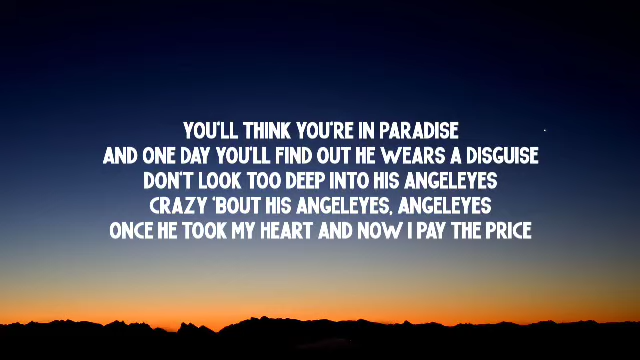 YOU'LL THINK YOU'RE IN PARADISE
AND ONE DAY YOU'LL FIND OUT HE WEARS A DISGUISE
DON'T LOOK TOO DEEP INTO HIS ANGELEYES
CRAZY 'BOUT HIS ANGELEYES, ANGELEYES
ONCE HE TOOK MY HEART AND NOW I PAY THE PRICE